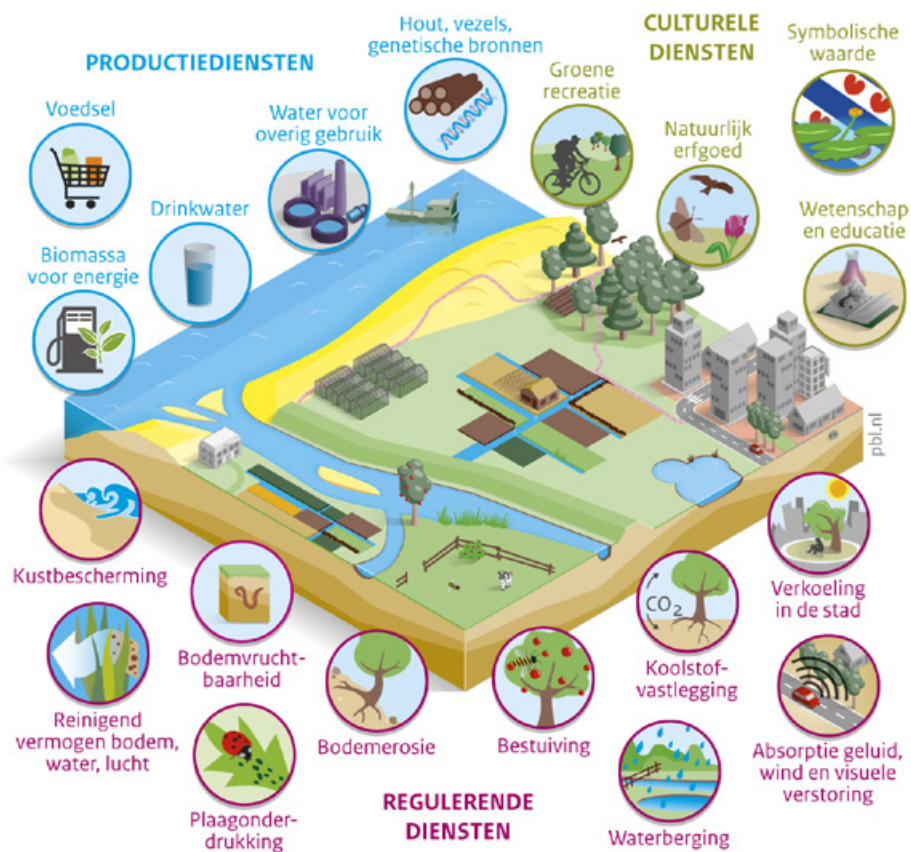 PRODUCTIEDIENSTEN
Voedsel
Biomassa
voor energie
Drinkwater
Water voor
overig gebruik
Hout, vezels,
genetische bronnen
CULTURELE
DIENSTEN
Groene
recreatie
Natuurlijk
erfgoed
Symbolische
waarde
Wetenschap
en educatie
pbl.nl
Kustbescherming
Reinigend
vermogen bodem,
water, lucht
Bodemvrucht-
baarheid
Plaagonder-
drukking
Bodemerosie
REGULERENDE
DIENSTEN
Bestuiving
CO2
Koolstof-
vastlegging
Waterberging
Verkoeling
in de stad
Absorptie geluid,
wind en visuele
verstoring